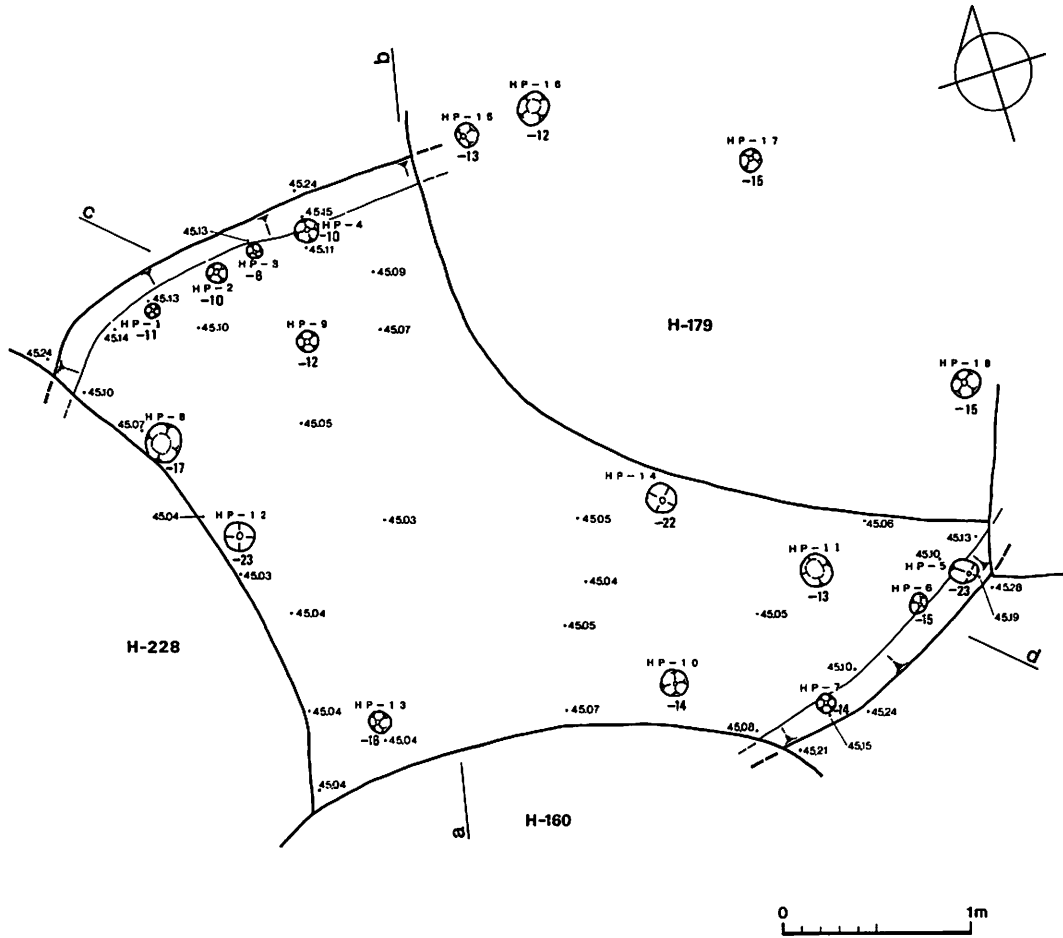 b
HP-16
-12
HP-15
-13
HP-17
-15
c
45.24
45.15
HP-4
-10
45.13
HP-3
-8
45.11
HP-2
-10
45.09
45.13
HP-1
-11
45.14
45.10
45.07
HP-9
-12
H-179
45.24
45.10
HP-18
-15
45.07
HP-8
-17
45.05
HP-14
-22
45.04
HP-12
-23
45.03
45.05
45.06
45.13
45.10
HP-5
-23
HP-11
-13
45.03
45.04
45.28
HP-6
-15
45.19
45.04
45.05
45.05
H-228
d
45.10
HP-10
-14
HP-7
-14
45.24
45.04
HP-13
-18
45.04
45.07
45.08
45.21
45.15
45.04
a
H-160
0
1m